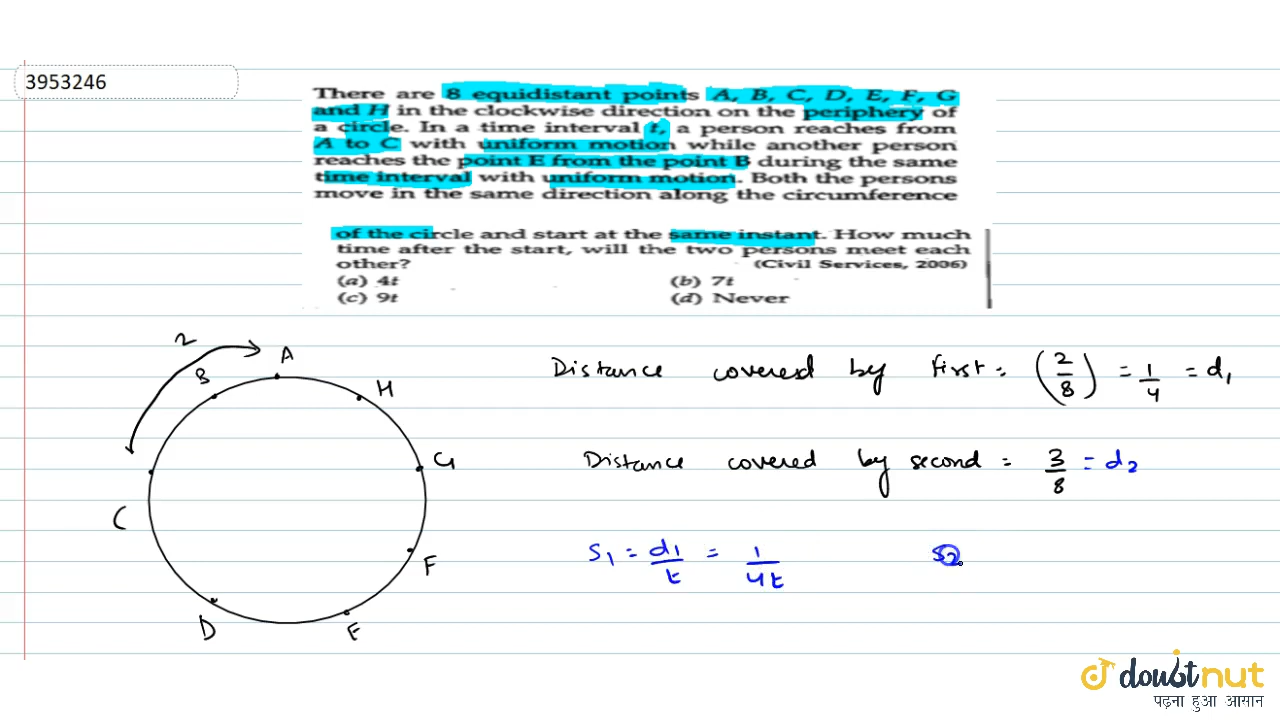 3953246
There are 8 equidistant points A, B, C, D, E, F, G
and H in the clockwise direction on the periphery of
a circle. In a time interval t, a person reaches from
A to C with uniform motion while another person
reaches the point E from the point B during the same
time interval with uniform motion. Both the persons
move in the same direction along the circumference
of the circle and start at the same instant. How much
time after the start, will the two persons meet each
other? (Civil Services, 2006)
(a) 4t (b) 7t
(c) 9t (d) Never
2
A
B
H
C
G
F
D
E
Distance covered by first = (2/8) = 1/4 = d₁
Distance covered by second = 3/8 = d₂
S₁ = d₁/t = 1/4t S₂
doubtnut
पढ़ना हुआ आसान